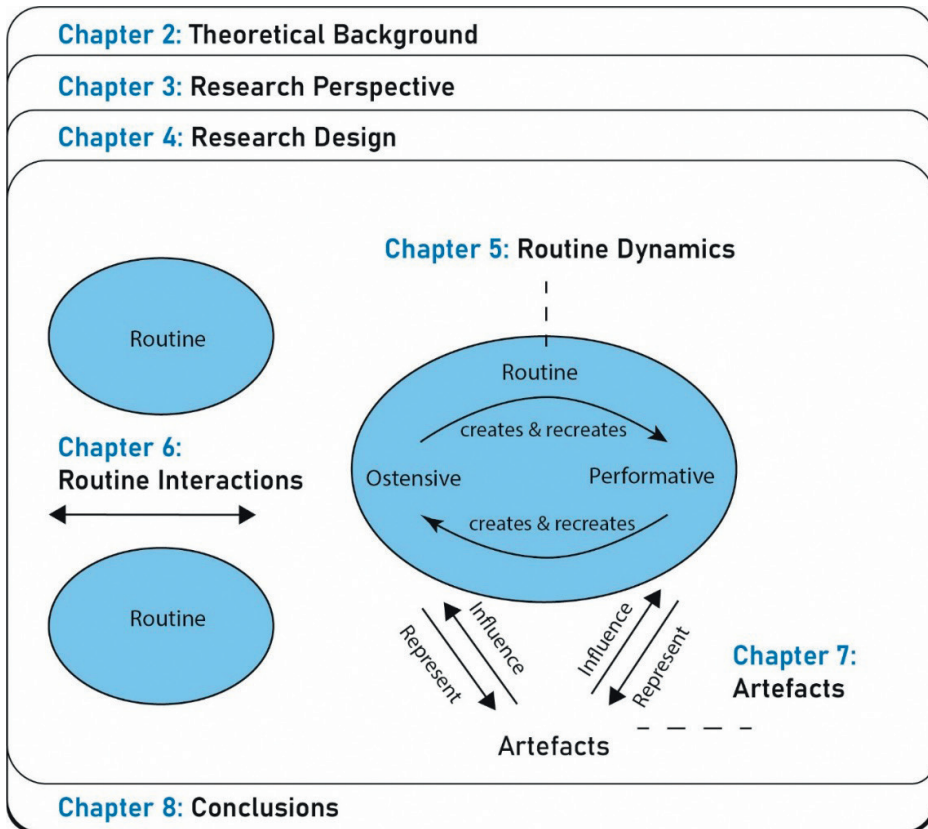 Chapter 2: Theoretical Background
Chapter 3: Research Perspective
Chapter 4: Research Design
Chapter 5: Routine Dynamics
Routine
Chapter 6:
Routine Interactions
Routine
Routine
creates & recreates
Ostensive
Performative
creates & recreates
Represent
Influence
Influence
Represent
Artefacts
Chapter 7:
Artefacts
Chapter 8: Conclusions